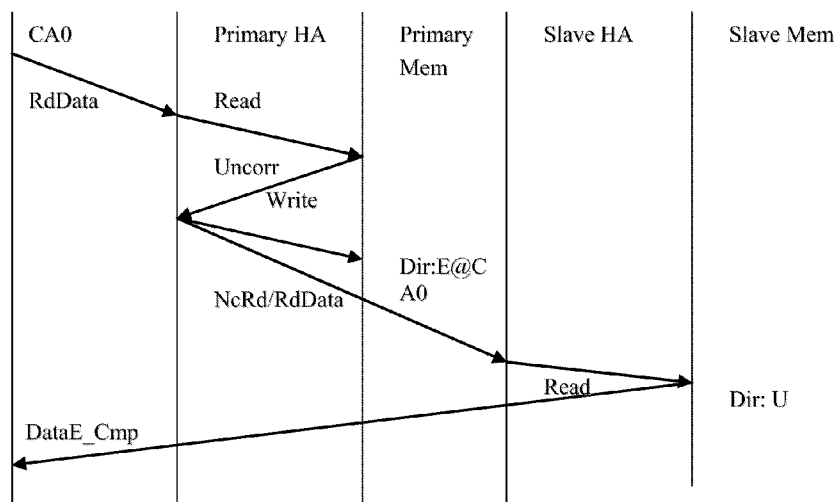 CA0
Primary HA
Primary
Mem
Slave HA
Slave Mem
RdData
Read
Uncorr
Write
Dir:E@C
A0
NcRd/RdData
Read
Dir: U
DataE_Cmp